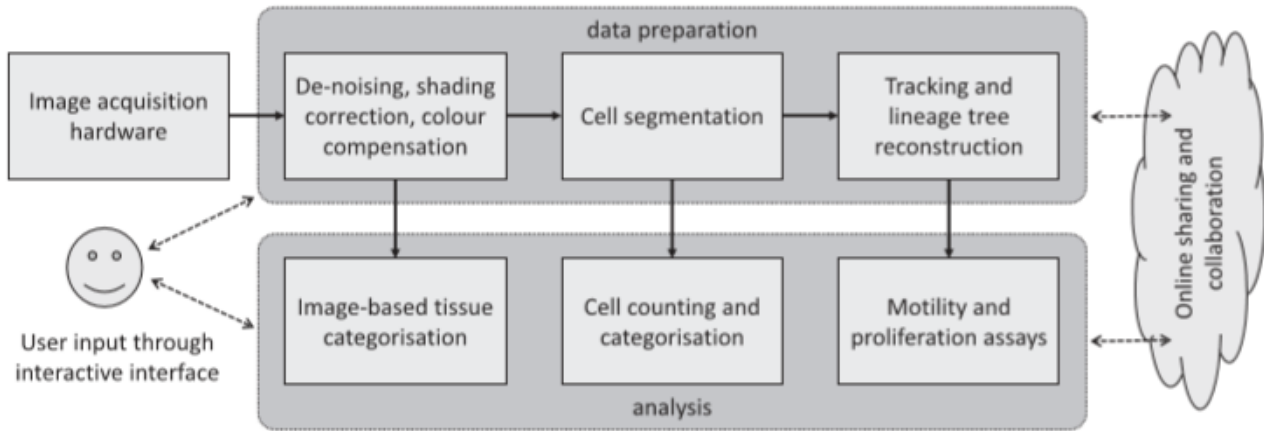 data preparation
Image acquisition
hardware
De-noising, shading
correction, colour
compensation
Cell segmentation
Tracking and
lineage tree
reconstruction
Online sharing and
collaboration
User input through
interactive interface
Image-based tissue
categorisation
Cell counting and
categorisation
Motility and
proliferation assays
analysis